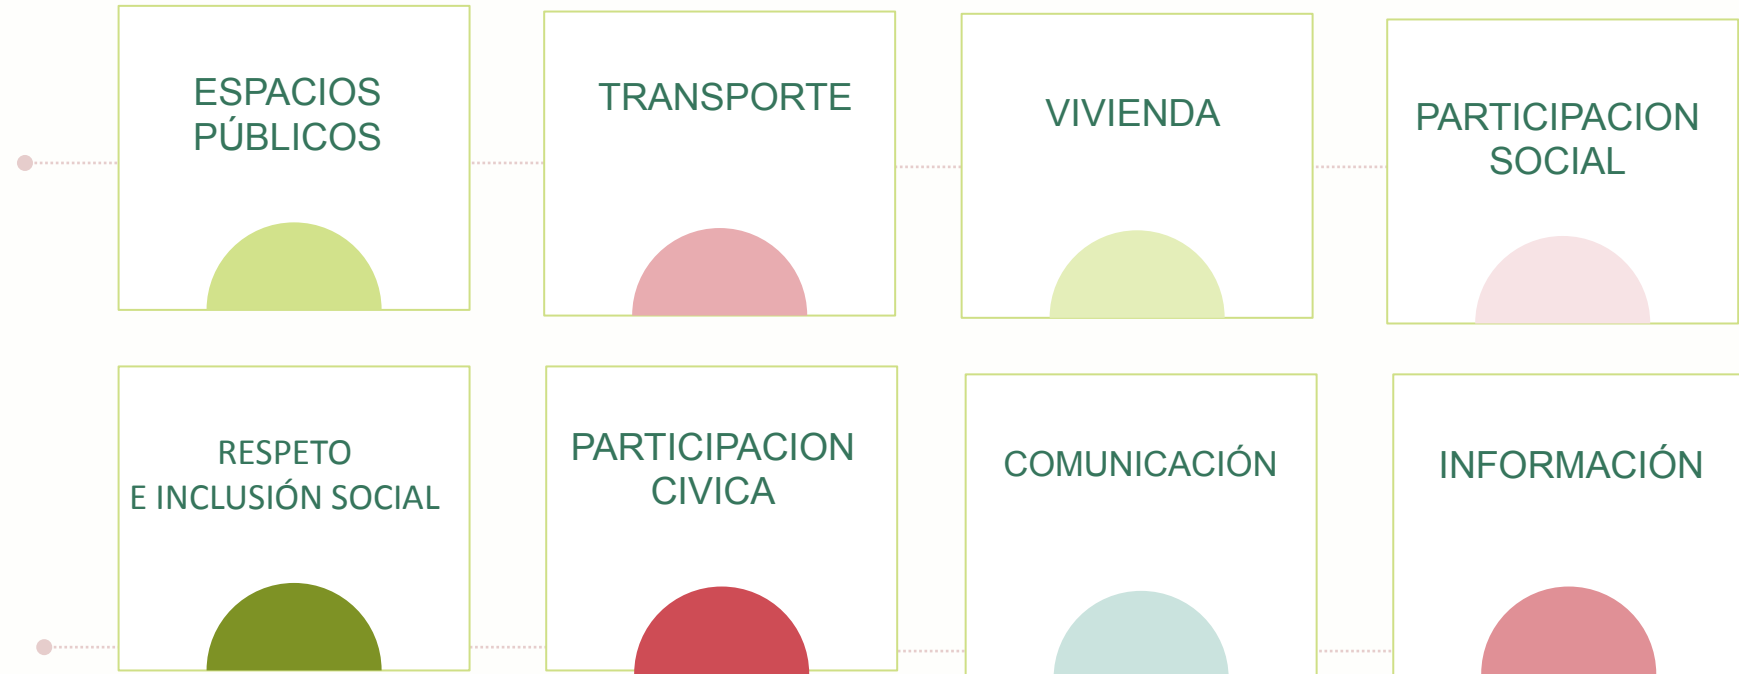 ESPACIOS
PÚBLICOS
TRANSPORTE
VIVIENDA
PARTICIPACION
SOCIAL
RESPETO
E INCLUSIÓN SOCIAL
PARTICIPACION
CIVICA
COMUNICACIÓN
INFORMACIÓN